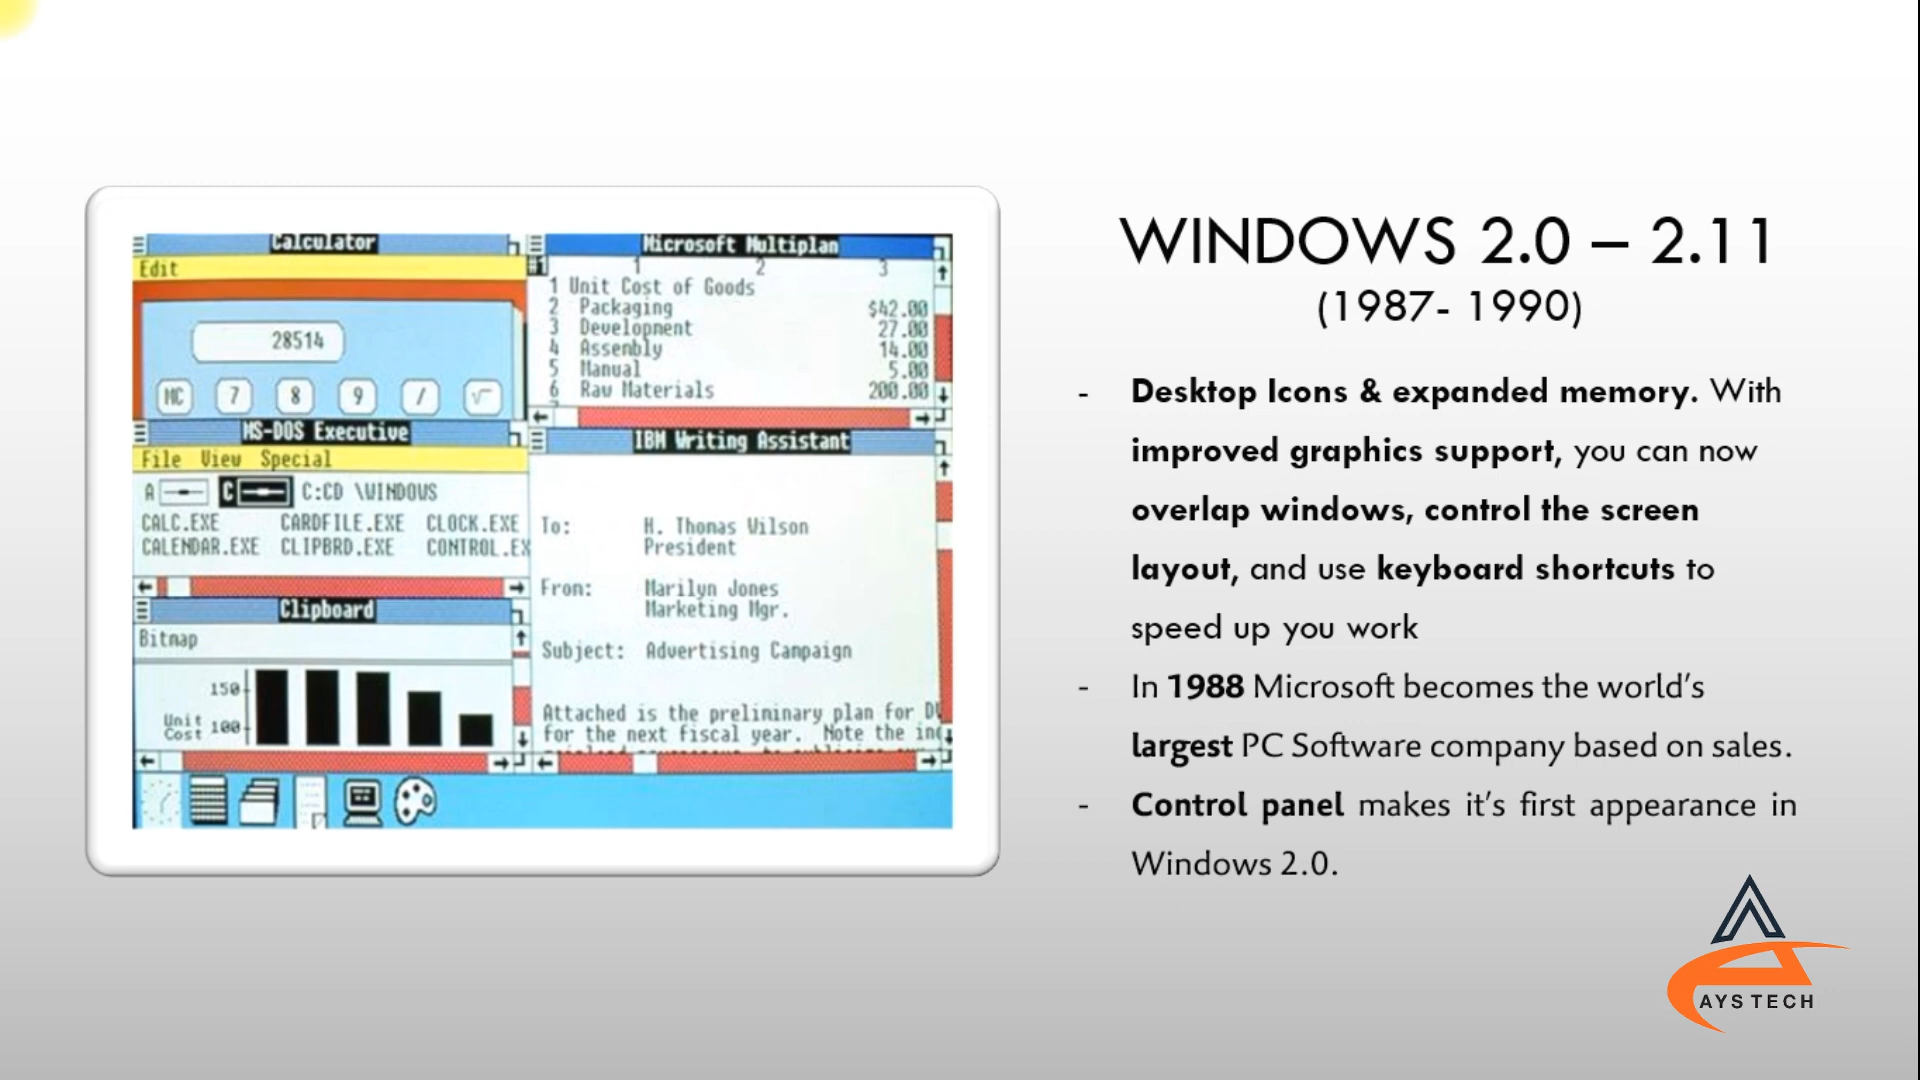 Calculator
Edit
28514
MC 7 8 9 / √
MS-DOS Executive
File View Special
A C C:CD \WINDOWS
CALC.EXE CARDFILE.EXE CLOCK.EXE
CALENDAR.EXE CLIPBRD.EXE CONTROL.EX
Clipboard
Bitmap
150
Unit
Cost 100
Microsoft Multiplan
#1 1 2 3
1 Unit Cost of Goods
2 Packaging $42.00
3 Development 27.00
4 Assembly 14.00
5 Manual 5.00
6 Raw Materials 200.00
IBM Writing Assistant
To: H. Thomas Wilson
President
From: Marilyn Jones
Marketing Mgr.
Subject: Advertising Campaign
Attached is the preliminary plan for
for the next fiscal year. Note the
WINDOWS 2.0 – 2.11
(1987- 1990)
- Desktop Icons & expanded memory. With
improved graphics support, you can now
overlap windows, control the screen
layout, and use keyboard shortcuts to
speed up you work
- In 1988 Microsoft becomes the world's
largest PC Software company based on sales.
- Control panel makes it's first appearance in
Windows 2.0.
AYS TECH